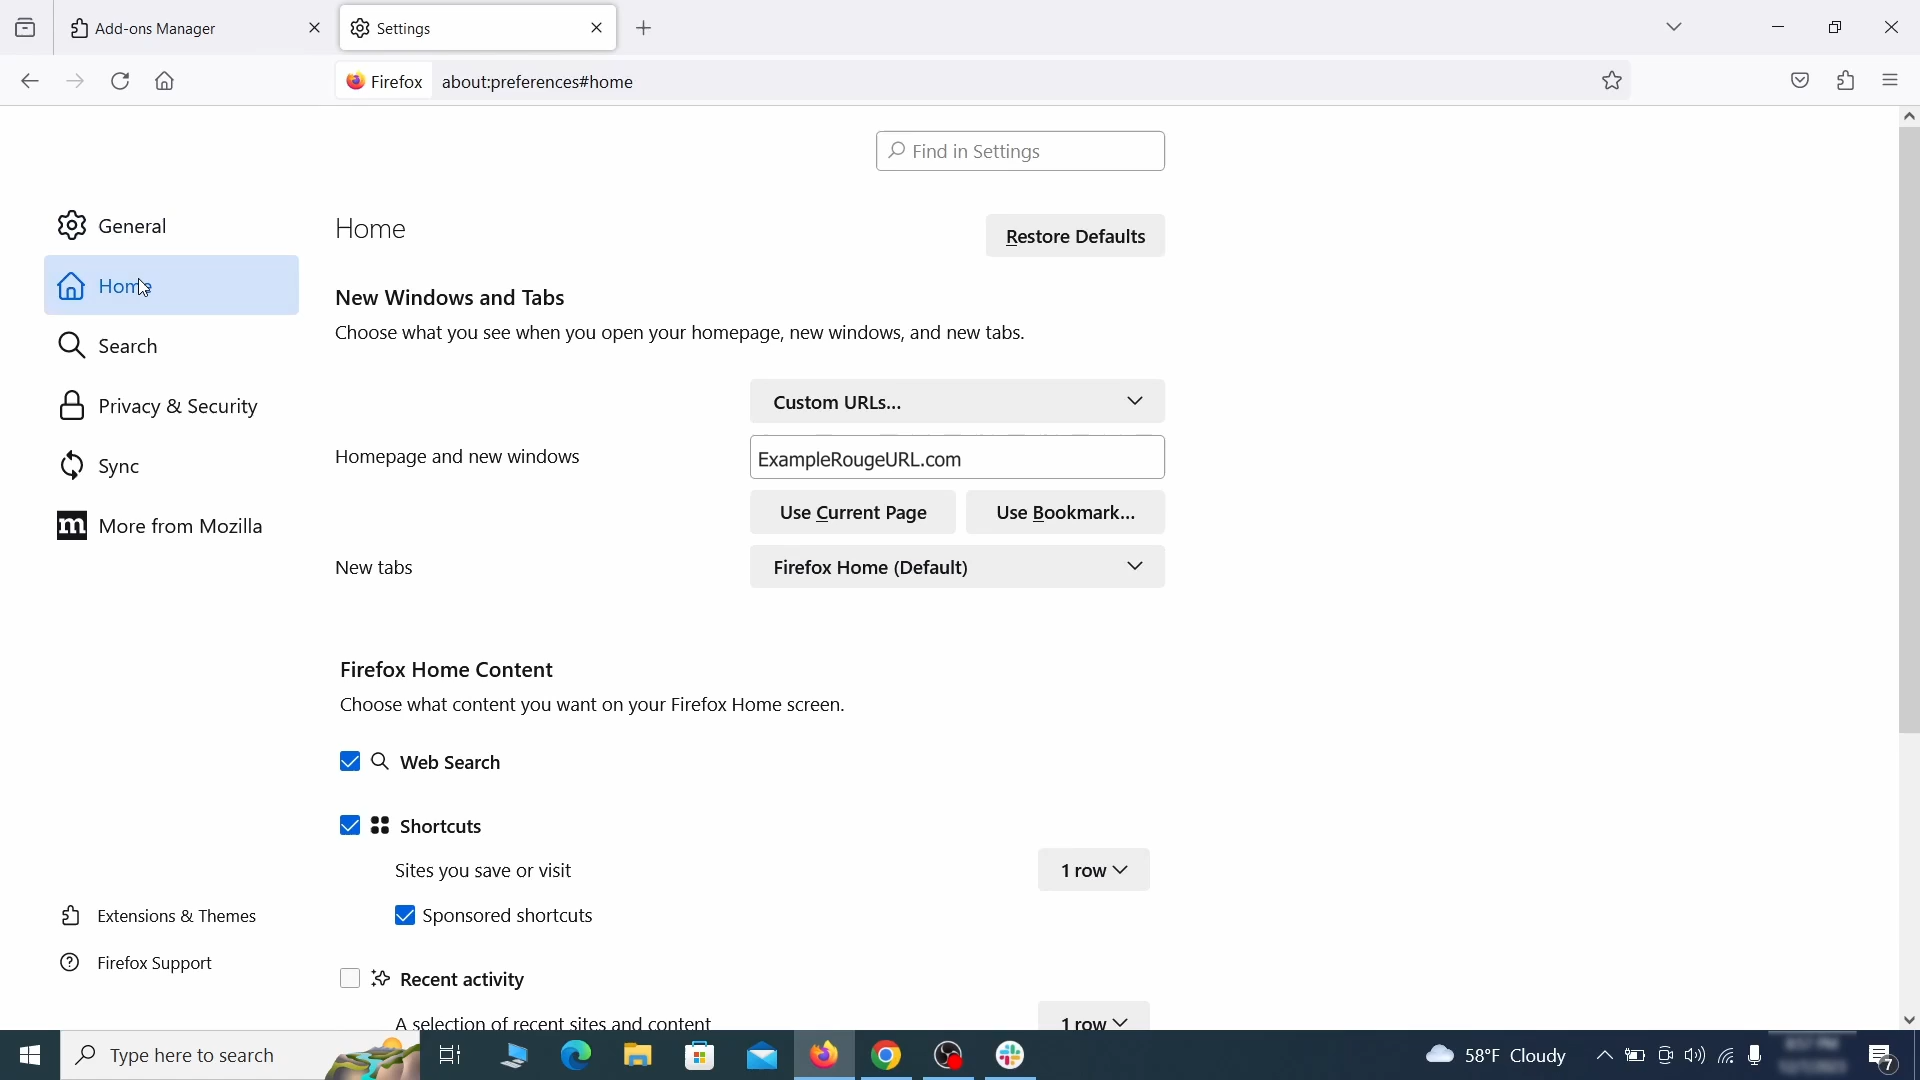 Add-ons Manager
Settings
Firefox about:preferences#home
Find in Settings
General
Home
Search
Privacy & Security
Sync
m More from Mozilla
Extensions & Themes
Firefox Support
Home
Restore Defaults
New Windows and Tabs
Choose what you see when you open your homepage, new windows, and new tabs.
Custom URLs...
Homepage and new windows
ExampleRougeURL.com
Use Current Page Use Bookmark...
New tabs
Firefox Home (Default)
Firefox Home Content
Choose what content you want on your Firefox Home screen.
Web Search
Shortcuts
Sites you save or visit
1 row
Sponsored shortcuts
Recent activity
A selection of recent sites and content
1 row
Type here to search
58°F Cloudy
7